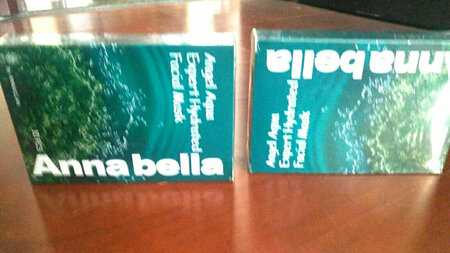 Angel Aqua
Expert Hydrated
Facial Mask
Annabella
Annabella
Angel Aqua
Expert Hydrated
Facial Mask